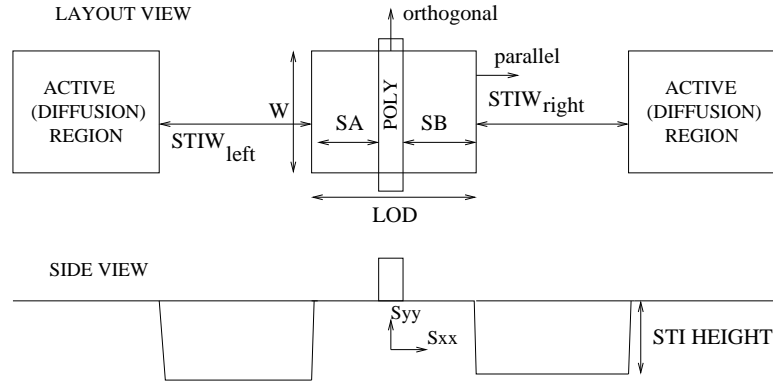 LAYOUT VIEW
orthogonal
parallel
ACTIVE
(DIFFUSION)
REGION
STIW left
W
SA
POLY
SB
STIW right
ACTIVE
(DIFFUSION)
REGION
LOD
SIDE VIEW
Syy
Sxx
STI HEIGHT